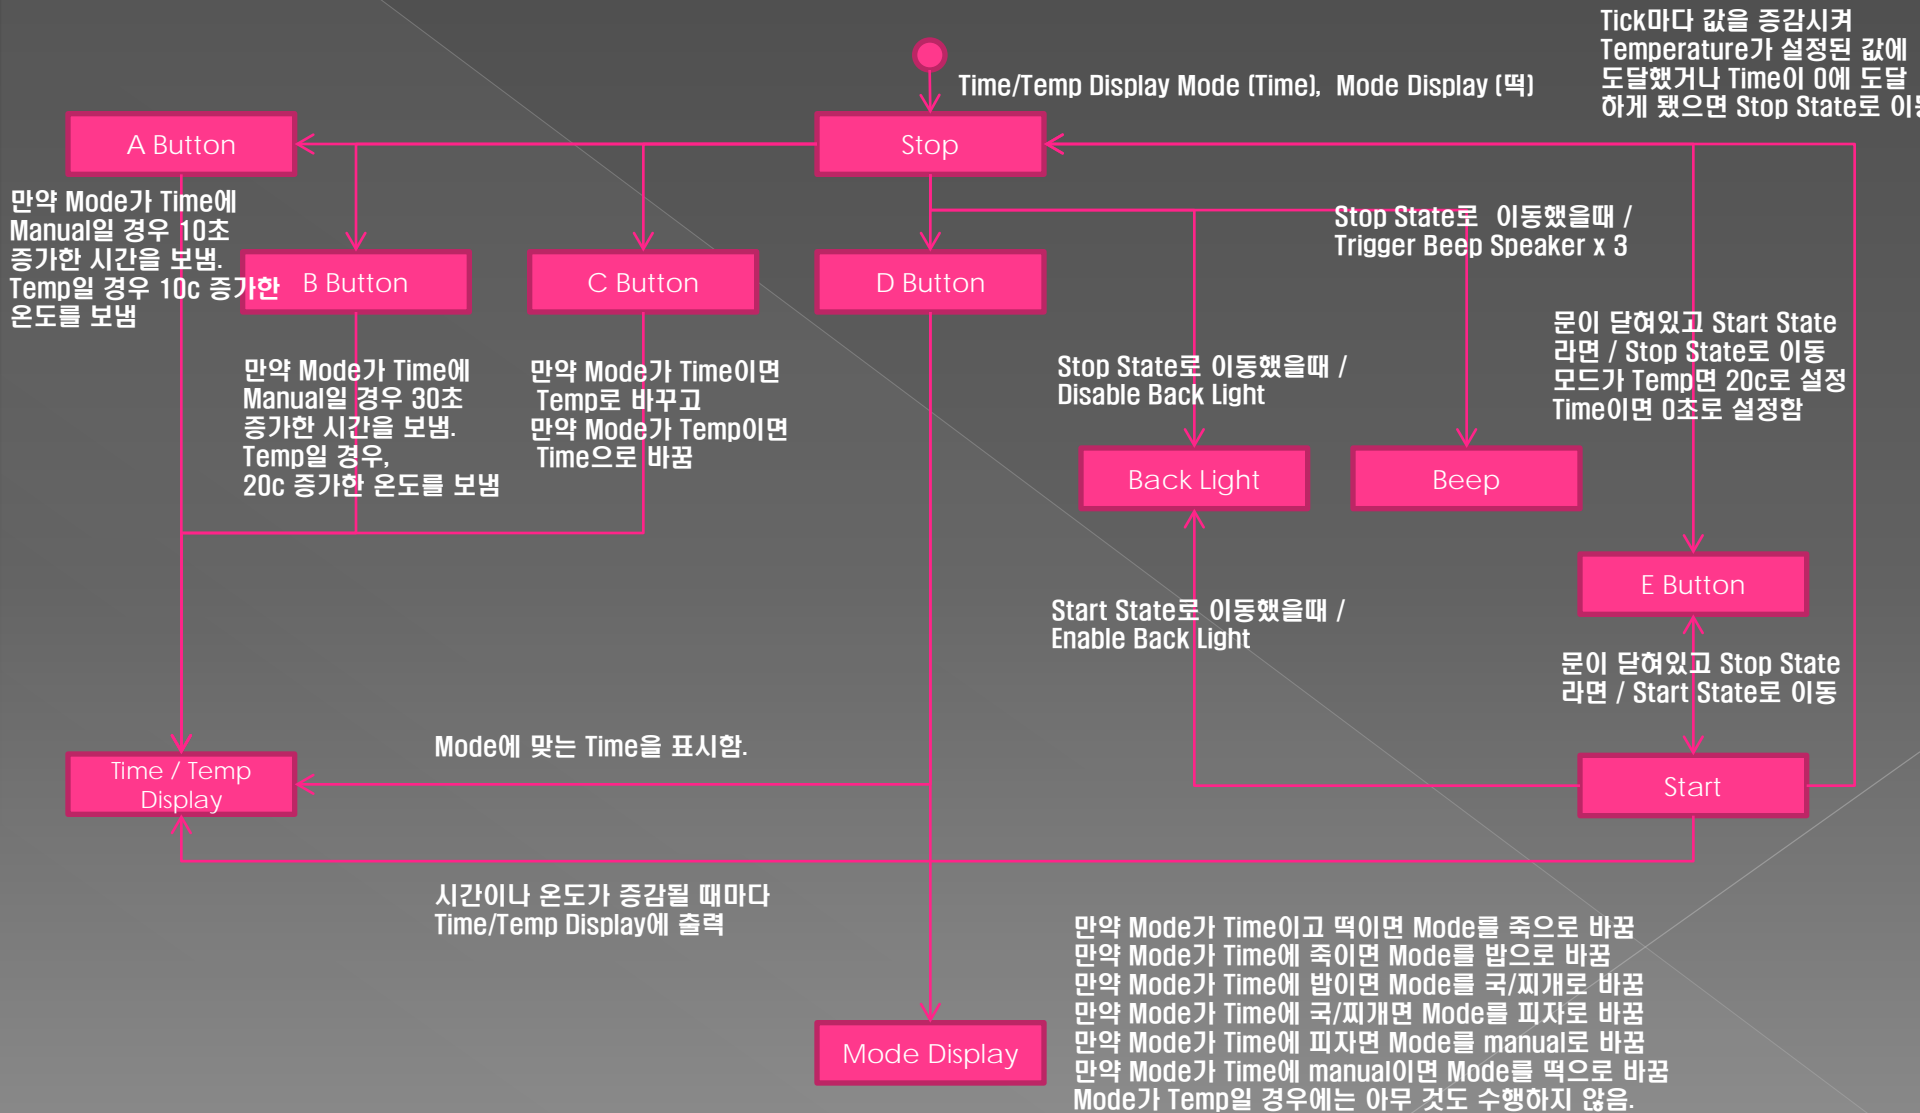 Tick마다 값을 증감시켜
Temperature가 설정된 값에
도달했거나 Time이 0에 도달
하게 됐으면 Stop State로
Time/Temp Display Mode (Time),  Mode Display (떡)
A Button
Stop
만약 Mode가 Time에
Manual일 경우 10초
증가한 시간을 보냄.
Temp일 경우 10c 증가한
온도를 보냄
B Button
C Button
D Button
Stop State로  이동했을때 /
Trigger Beep Speaker x 3
만약 Mode가 Time에
Manual일 경우 30초
증가한 시간을 보냄.
Temp일 경우,
20c 증가한 온도를 보냄
만약 Mode가 Time이면
Temp로 바꾸고
만약 Mode가 Temp이면
Time으로 바꿈
Stop State로 이동했을때 /
Disable Back Light
문이 닫혀있고 Start State
라면 / Stop State로 이동
모드가 Temp면 20c로 설정
Time이면 0초로 설정함
Back Light
Beep
E Button
Start State로 이동했을때 /
Enable Back Light
문이 닫혀있고 Stop State
라면 / Start State로 이동
Mode에 맞는 Time을 표시함.
Time / Temp
Display
Start
시간이나 온도가 증감될 때마다
Time/Temp Display에 출력
Mode Display
만약 Mode가 Time이고 떡이면 Mode를 죽으로 바꿈
만약 Mode가 Time에 죽이면 Mode를 밥으로 바꿈
만약 Mode가 Time에 밥이면 Mode를 국/찌개로 바꿈
만약 Mode가 Time에 국/찌개면 Mode를 피자로 바꿈
만약 Mode가 Time에 피자면 Mode를 manual로 바꿈
만약 Mode가 Time에 manual이면 Mode를 떡으로 바꿈
Mode가 Temp일 경우에는 아무 것도 수행하지 않음.